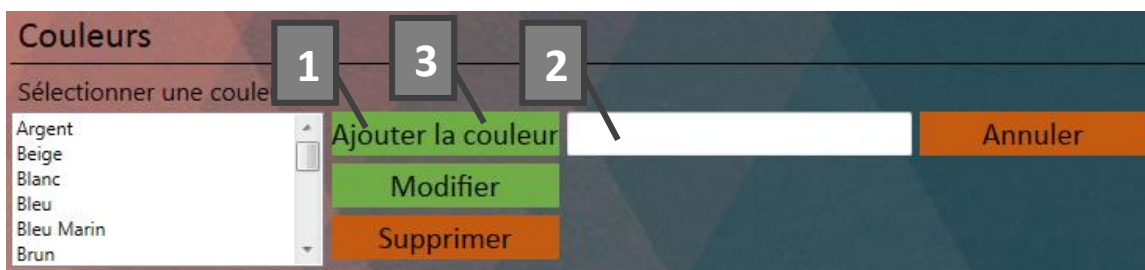 Couleurs
1
3
2
Sélectionner une coule
Argent
Beige
Blanc
Bleu
Bleu Marin
Brun
Ajouter la couleur
Annuler
Modifier
Supprimer